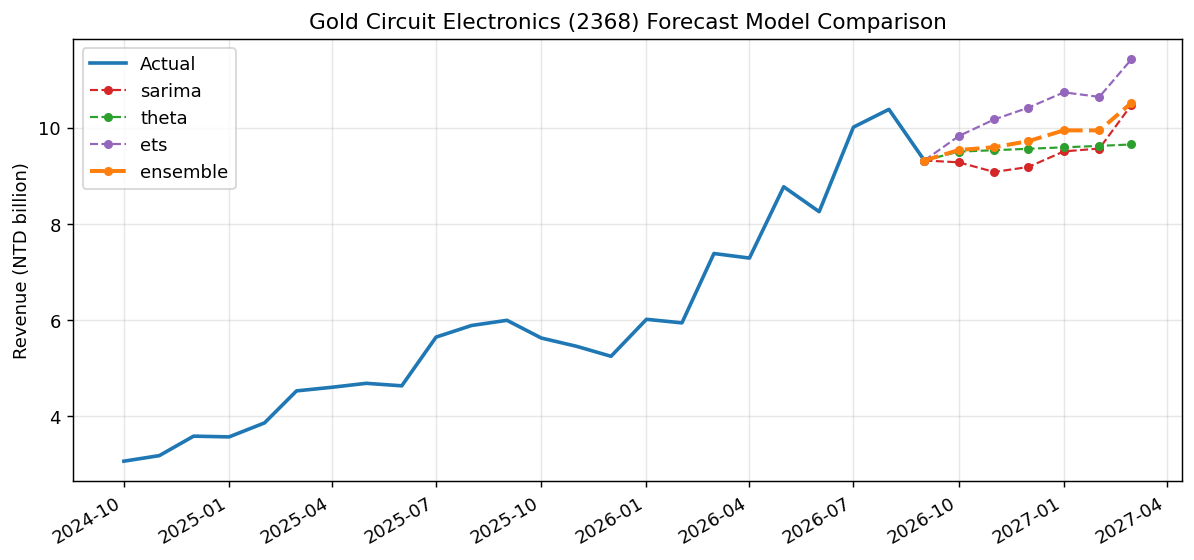 Gold Circuit Electronics (2368) Forecast Model Comparison
Actual
sarima
theta
ets
ensemble
Revenue (NTD billion)
10
8
6
4
2024-10
2025-01
2025-04
2025-07
2025-10
2026-01
2026-04
2026-07
2026-10
2027-01
2027-04